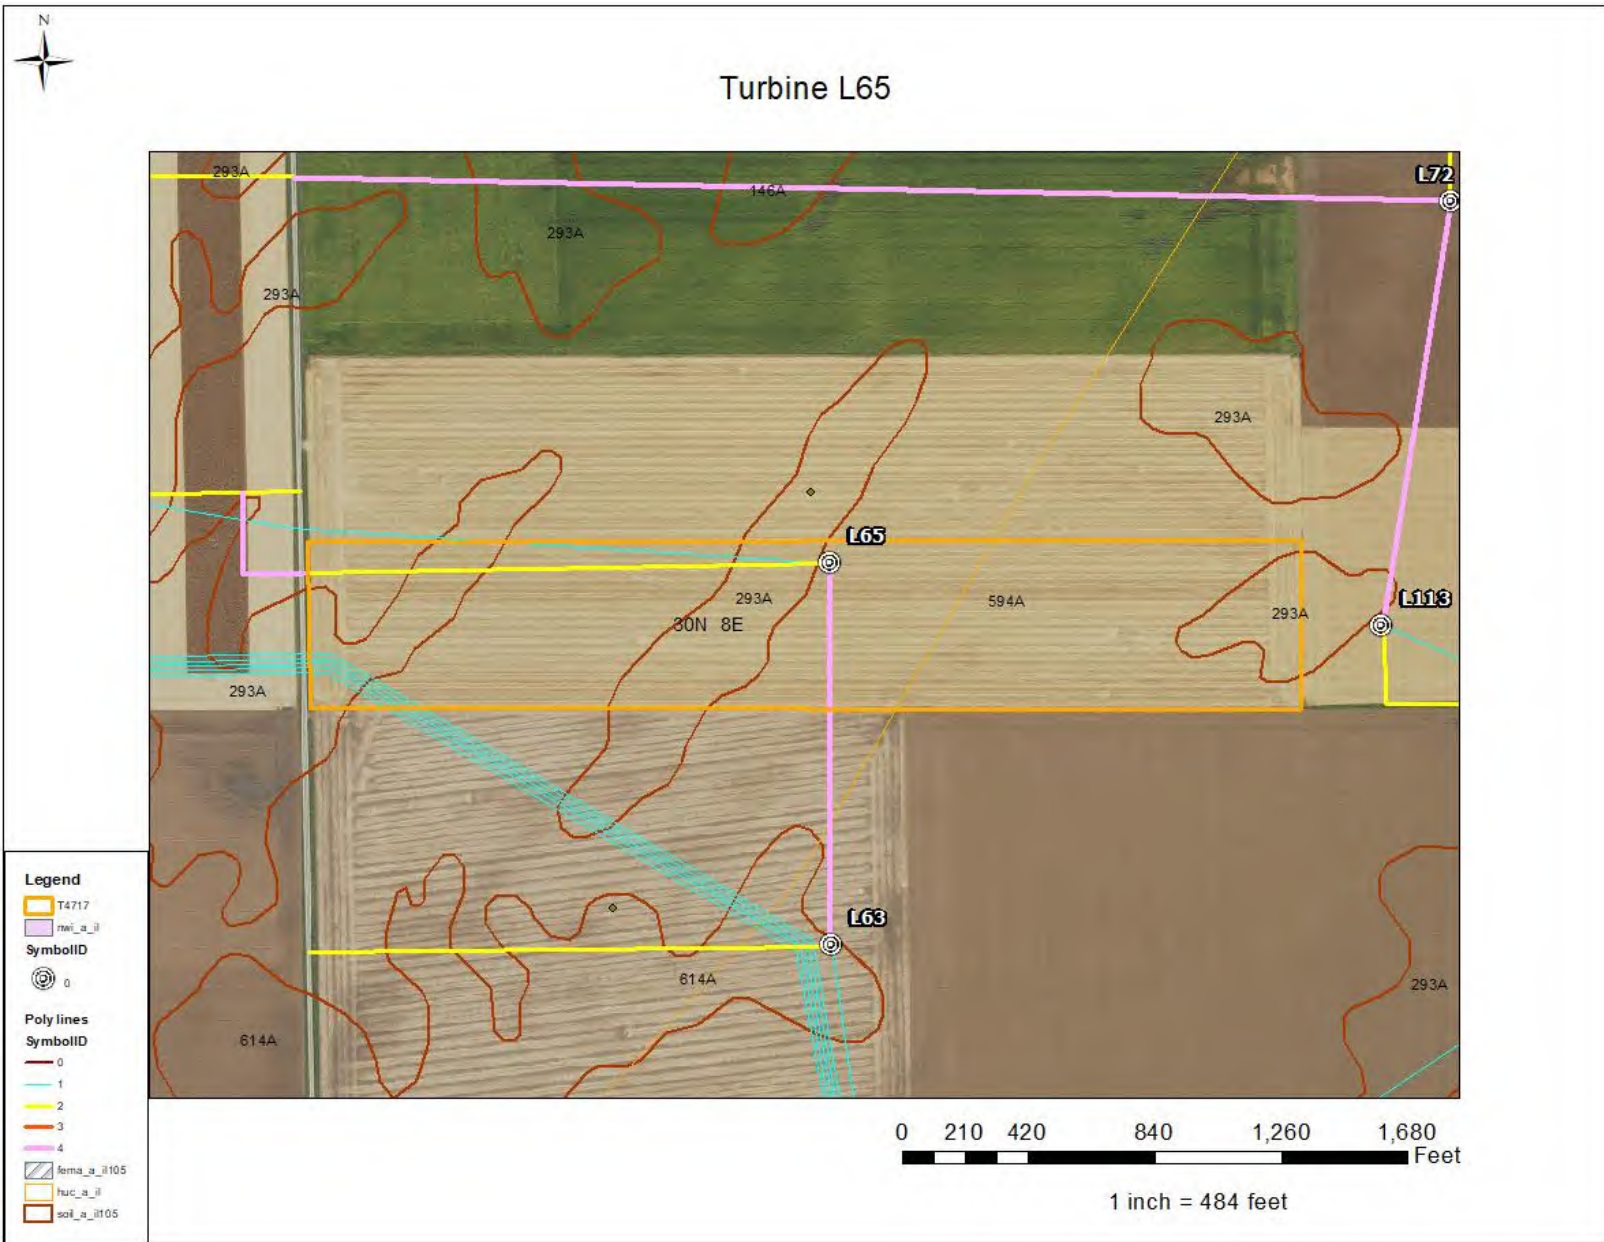 N
Turbine L65
293A
146A
L72
293A
293A
293A
L65
293A
594A
293A
L113
30N 8E
293A
L63
614A
293A
614A
Legend
T4717
nwi_a_il
SymbolID
0
Poly lines
SymbolID
0
1
2
3
4
fema_a_il105
huc_a_il
soil_a_il105
0 210 420 840 1,260 1,680
Feet
1 inch = 484 feet